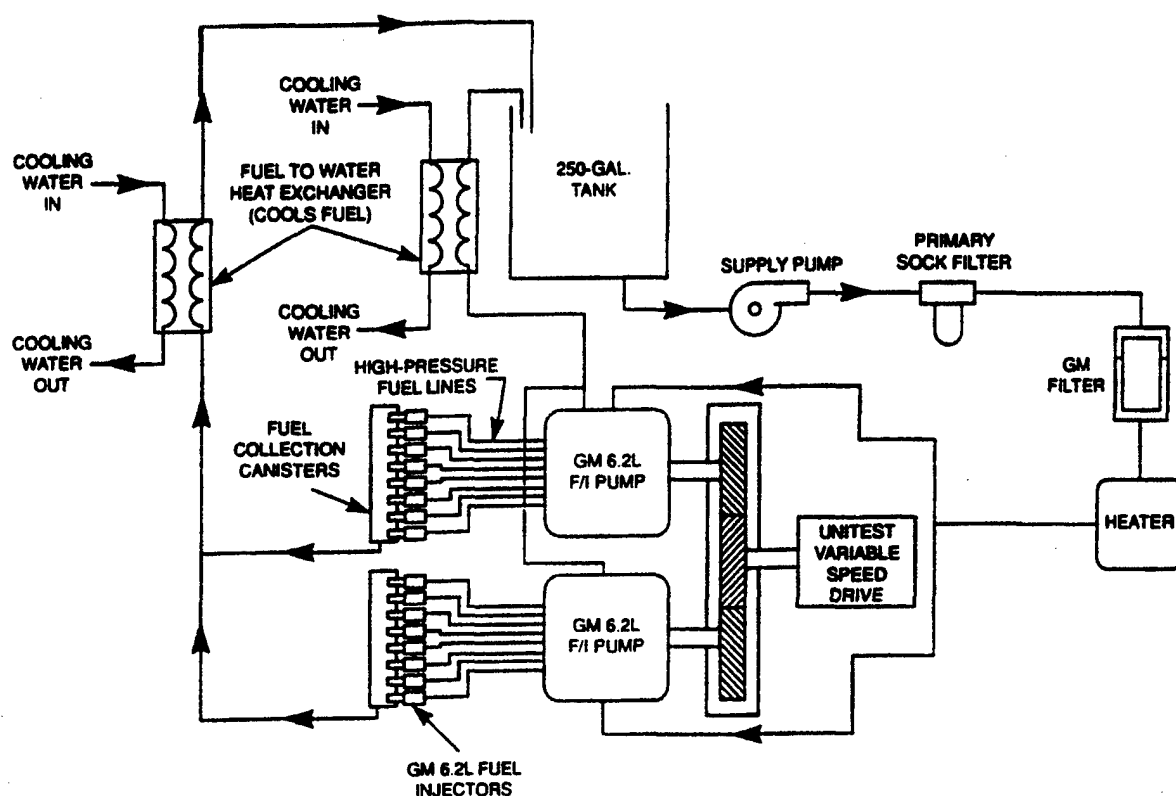 COOLING
WATER
IN
COOLING
WATER
IN
FUEL TO WATER
HEAT EXCHANGER
(COOLS FUEL)
250-GAL.
TANK
SUPPLY PUMP
PRIMARY
SOCK FILTER
COOLING
WATER
OUT
COOLING
WATER
OUT
GM
FILTER
HIGH-PRESSURE
FUEL LINES
FUEL
COLLECTION
CANISTERS
GM 6.2L
F/I PUMP
UNITEST
VARIABLE
SPEED
DRIVE
HEATER
GM 6.2L
F/I PUMP
GM 6.2L FUEL
INJECTORS